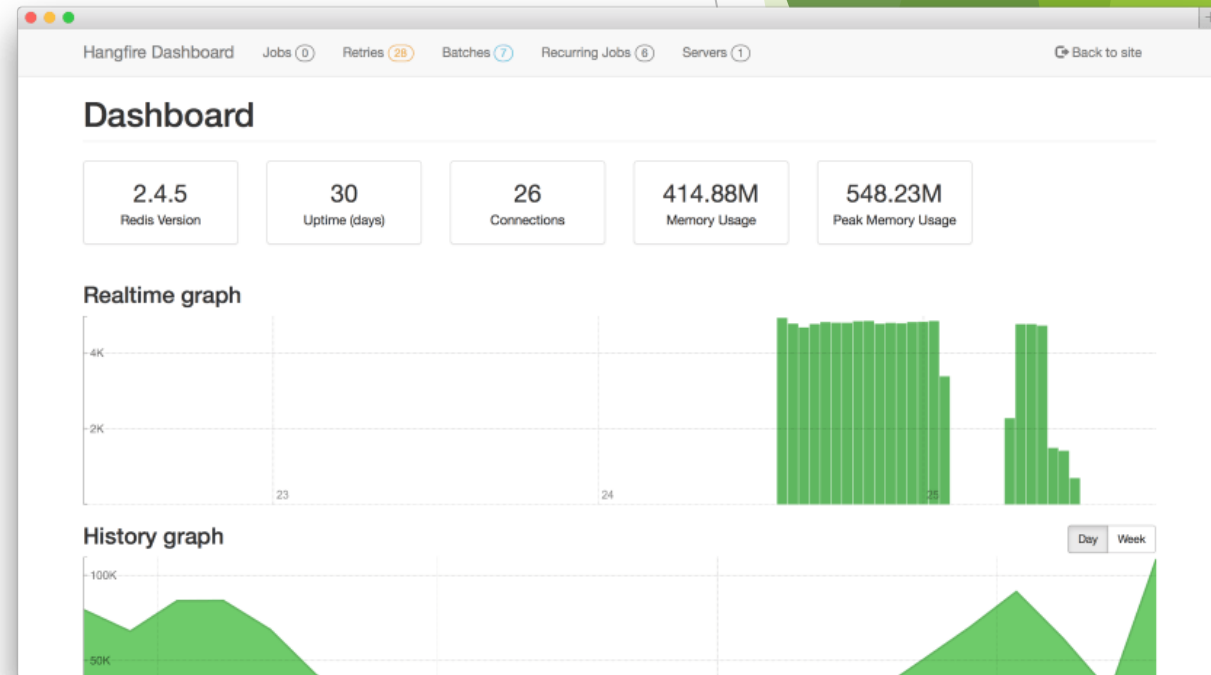 Hangfire Dashboard Jobs 0 Retries 28 Batches 7 Recurring Jobs 6 Servers 1 Back to site
Dashboard
2.4.5 30 26 414.88M 548.23M
Redis Version Uptime (days) Connections Memory Usage Peak Memory Usage
Realtime graph
4K
2K
23 24 25
History graph Day Week
100K
50K